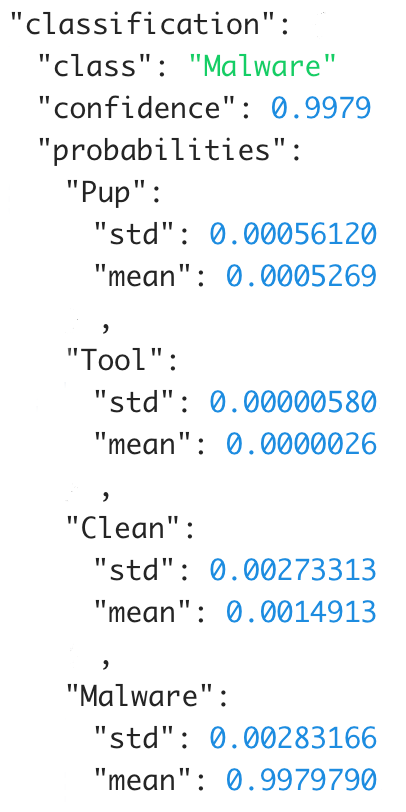 "classification":
"class": "Malware"
"confidence": 0.9979
"probabilities":
"Pup":
"std": 0.00056120
"mean": 0.0005269
,
"Tool":
"std": 0.00000580
"mean": 0.0000026
,
"Clean":
"std": 0.00273313
"mean": 0.0014913
,
"Malware":
"std": 0.00283166
"mean": 0.9979790